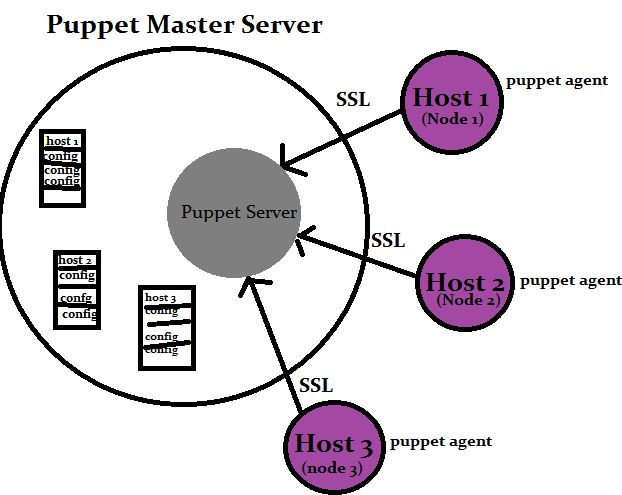 Puppet Master Server
SSL
Host 1
(Node 1)
puppet agent
host 1
config
config
config
Puppet Server
SSL
Host 2
(Node 2)
puppet agent
host 2
config
confg
config
host 3
config
config
config
SSL
Host 3
(node 3)
puppet agent